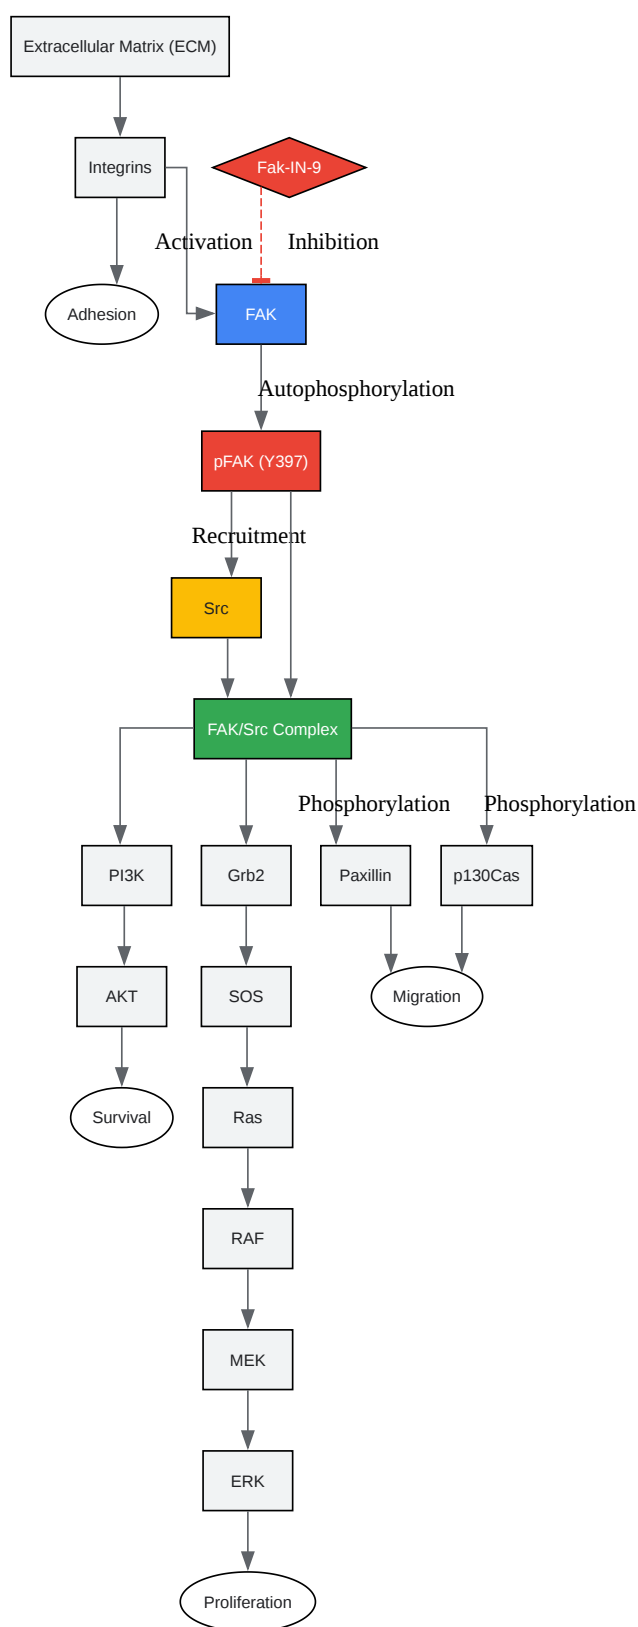 Extracellular Matrix (ECM)
Integrins
Fak-IN-9
Activation
Inhibition
Adhesion
FAK
Autophosphorylation
pFAK (Y397)
Recruitment
Src
FAK/Src Complex
Phosphorylation
Phosphorylation
PI3K
Grb2
Paxillin
p130Cas
AKT
SOS
Migration
Survival
Ras
RAF
MEK
ERK
Proliferation